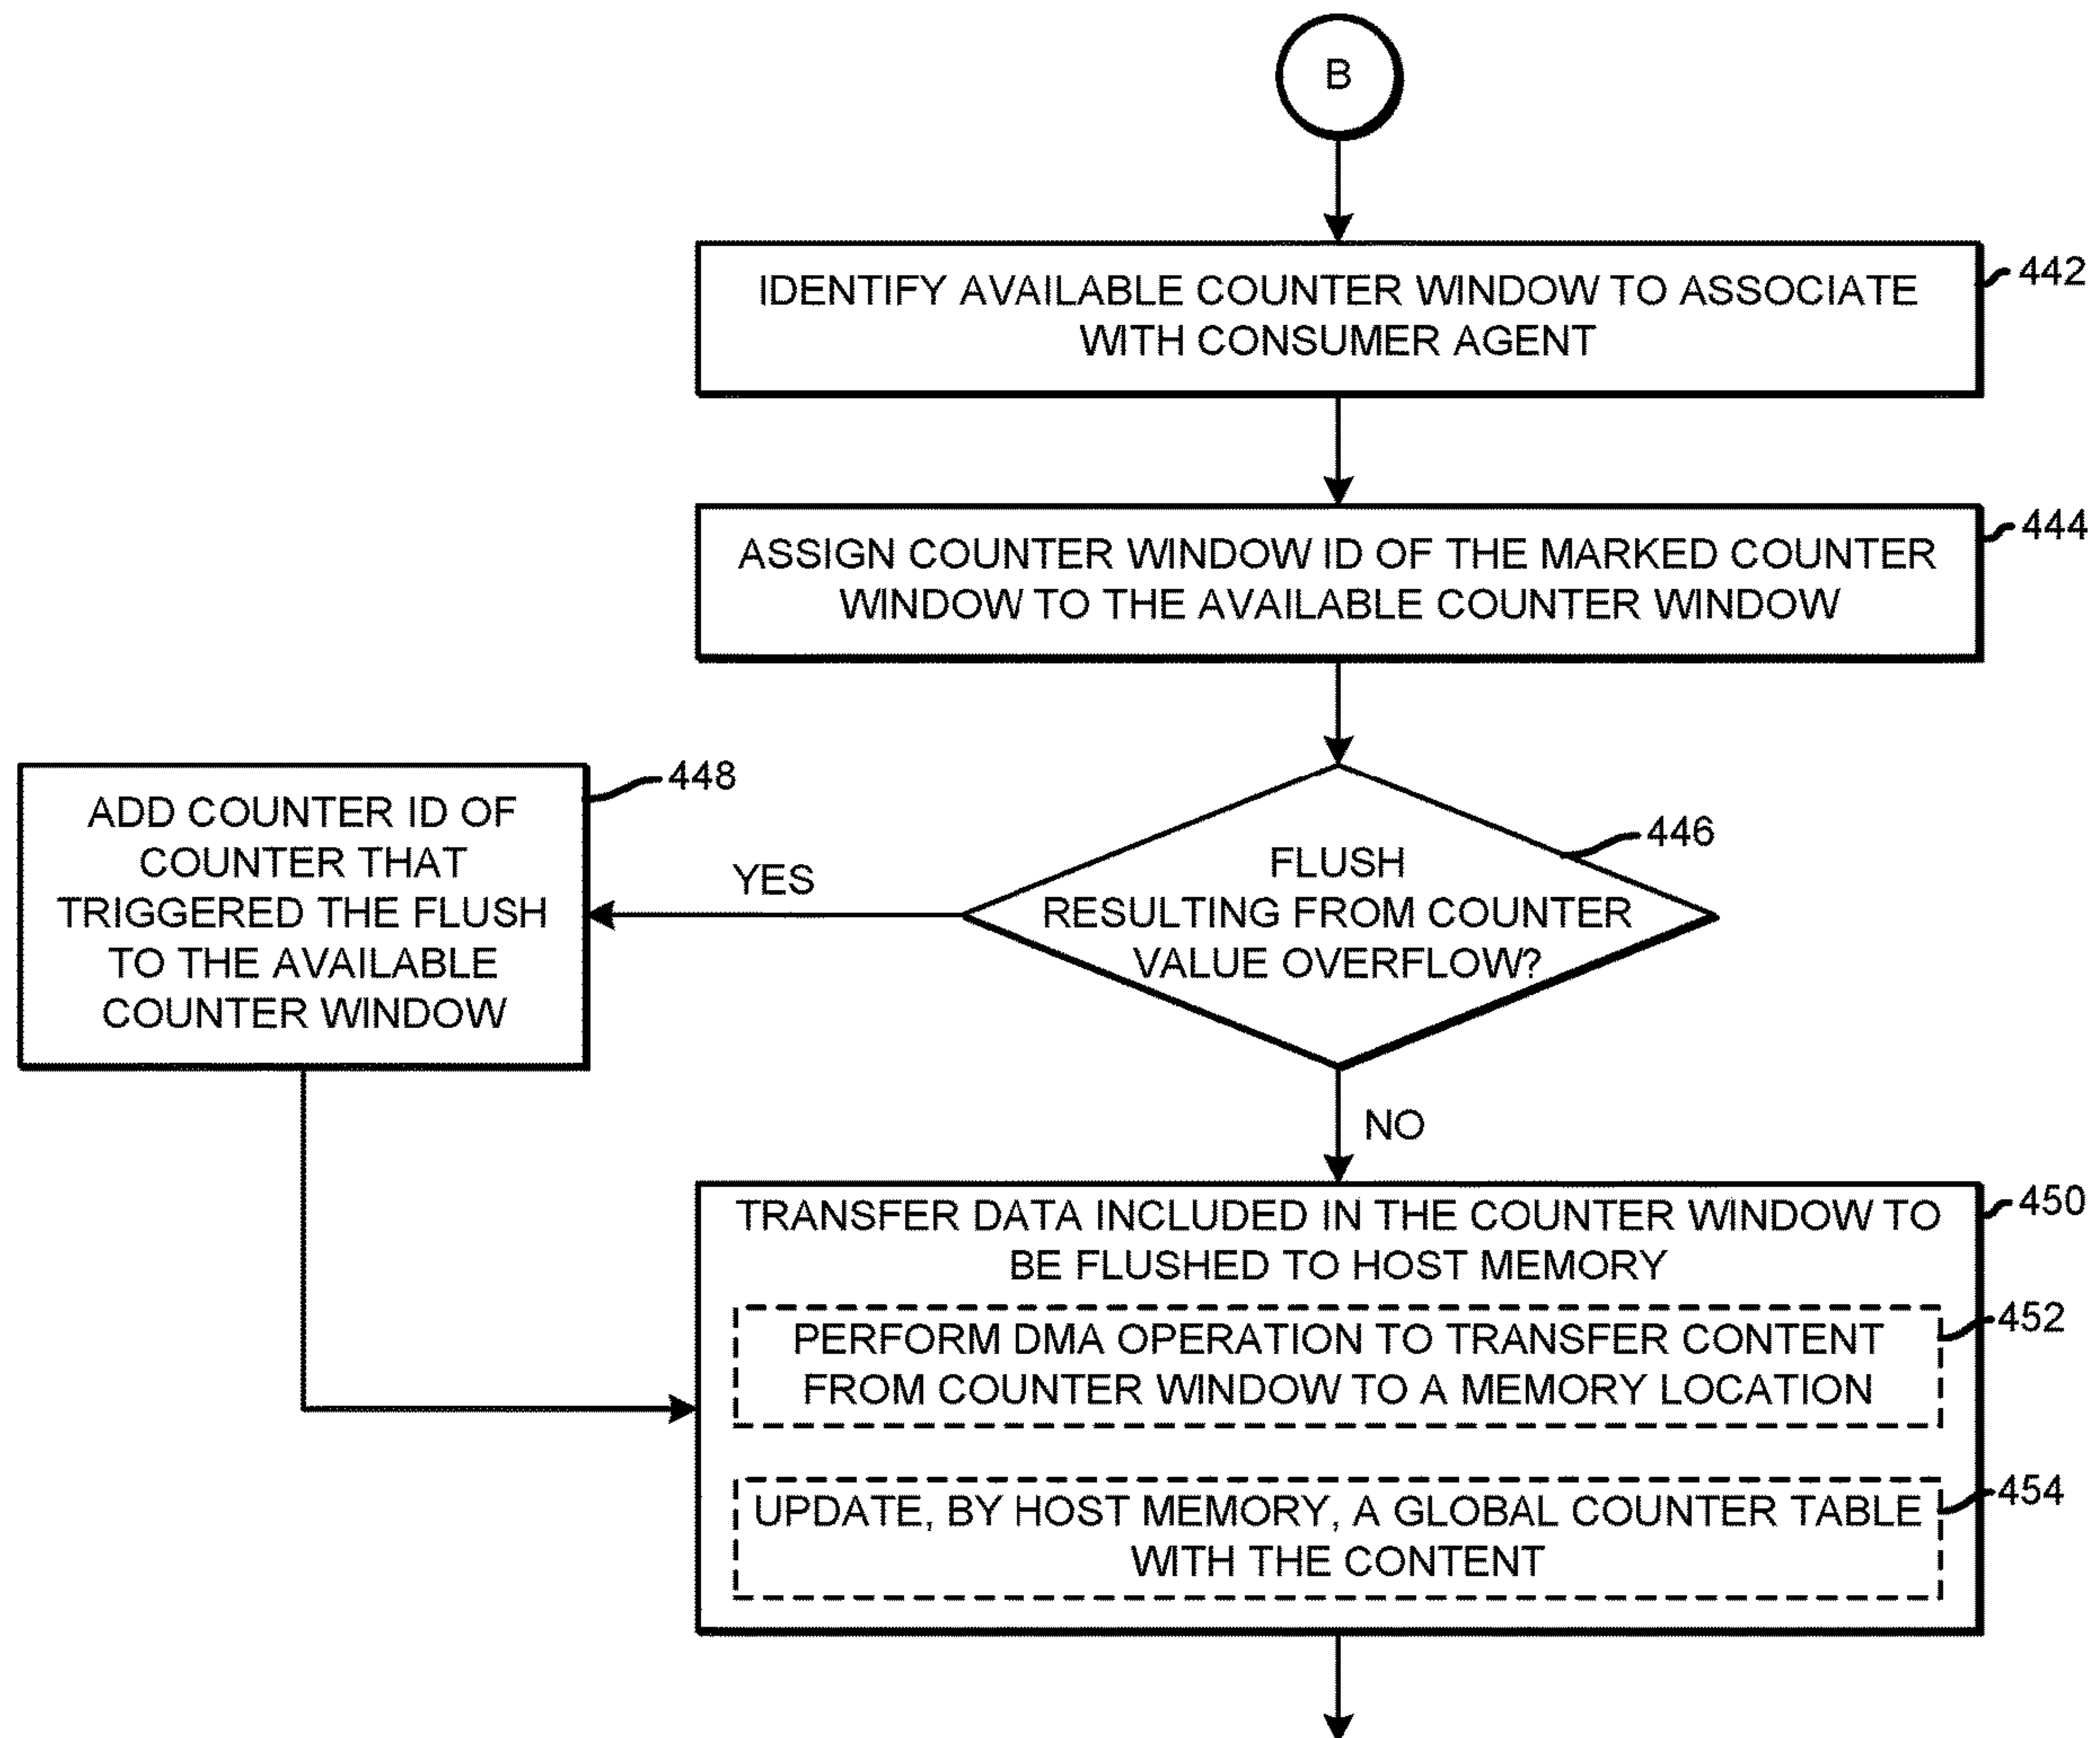 B
IDENTIFY AVAILABLE COUNTER WINDOW TO ASSOCIATE
WITH CONSUMER AGENT
442
ASSIGN COUNTER WINDOW ID OF THE MARKED COUNTER
WINDOW TO THE AVAILABLE COUNTER WINDOW
444
FLUSH
RESULTING FROM COUNTER
VALUE OVERFLOW?
446
YES
ADD COUNTER ID OF
COUNTER THAT
TRIGGERED THE FLUSH
TO THE AVAILABLE
COUNTER WINDOW
448
NO
TRANSFER DATA INCLUDED IN THE COUNTER WINDOW TO
BE FLUSHED TO HOST MEMORY
450
PERFORM DMA OPERATION TO TRANSFER CONTENT
FROM COUNTER WINDOW TO A MEMORY LOCATION
452
UPDATE, BY HOST MEMORY, A GLOBAL COUNTER TABLE
WITH THE CONTENT
454